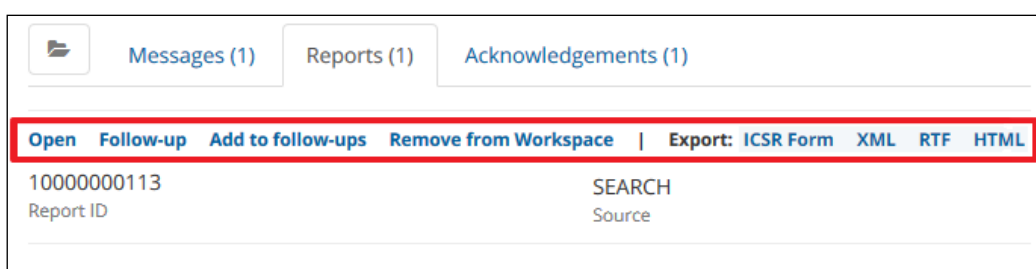 Messages (1) Reports (1) Acknowledgements (1)
Open Follow-up Add to follow-ups Remove from Workspace | Export: ICSR Form XML RTF HTML
10000000113 SEARCH
Report ID Source